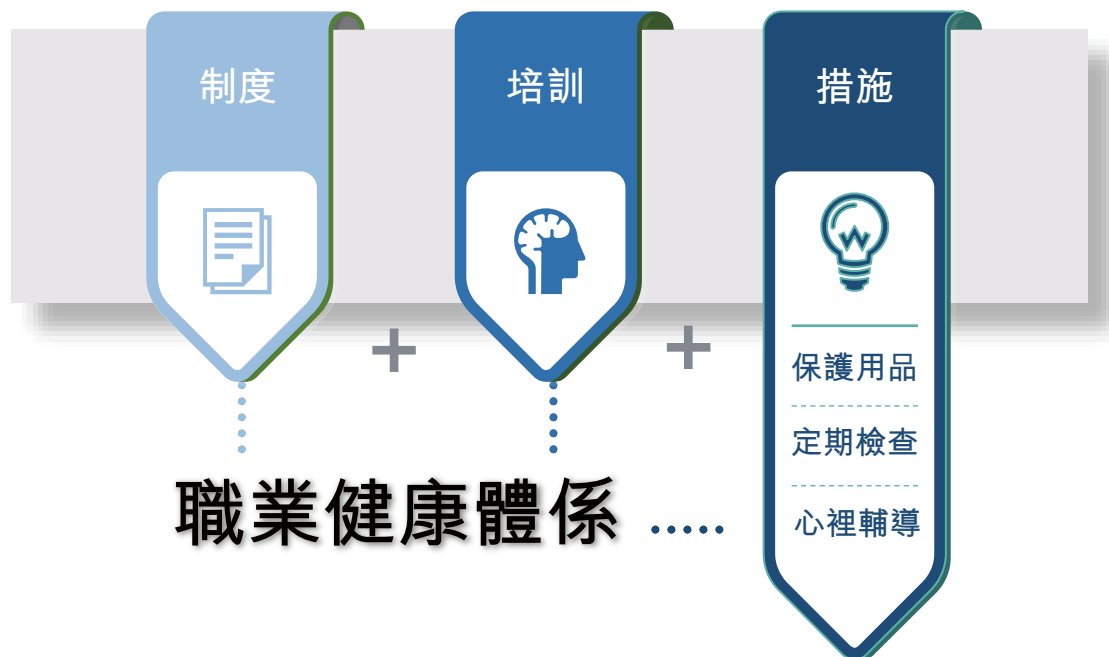 制度
培訓
措施
保護用品
定期檢查
心裡輔導
職業健康體係